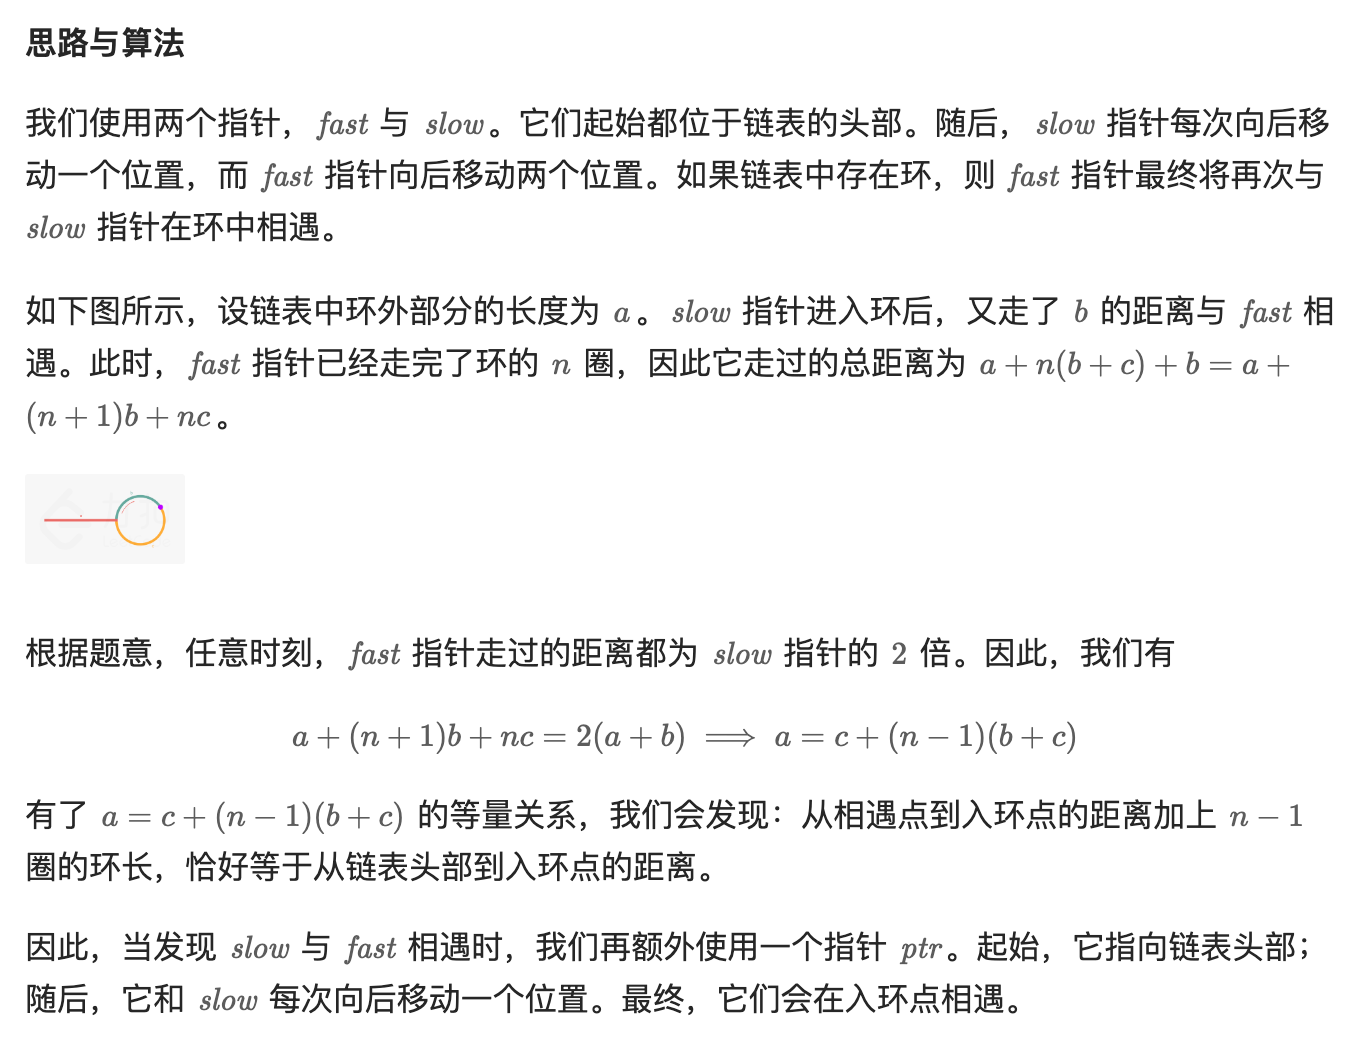 思路与算法
我们使用两个指针，fast 与 slow。它们起始都位于链表的头部。随后，slow 指针每次向后移
动一个位置，而 fast 指针向后移动两个位置。如果链表中存在环，则 fast 指针最终将再次与
slow 指针在环中相遇。
如下图所示，设链表中环外部分的长度为 a。slow 指针进入环后，又走了 b 的距离与 fast 相
遇。此时，fast 指针已经走完了环的 n 圈，因此它走过的总距离为 a + n(b + c) + b = a +
(n + 1)b + nc。
根据题意，任意时刻，fast 指针走过的距离都为 slow 指针的 2 倍。因此，我们有
a + (n + 1)b + nc = 2(a + b) ⟹ a = c + (n − 1)(b + c)
有了 a = c + (n − 1)(b + c) 的等量关系，我们会发现：从相遇点到入环点的距离加上 n − 1
圈的环长，恰好等于从链表头部到入环点的距离。
因此，当发现 slow 与 fast 相遇时，我们再额外使用一个指针 ptr。起始，它指向链表头部；
随后，它和 slow 每次向后移动一个位置。最终，它们会在入环点相遇。